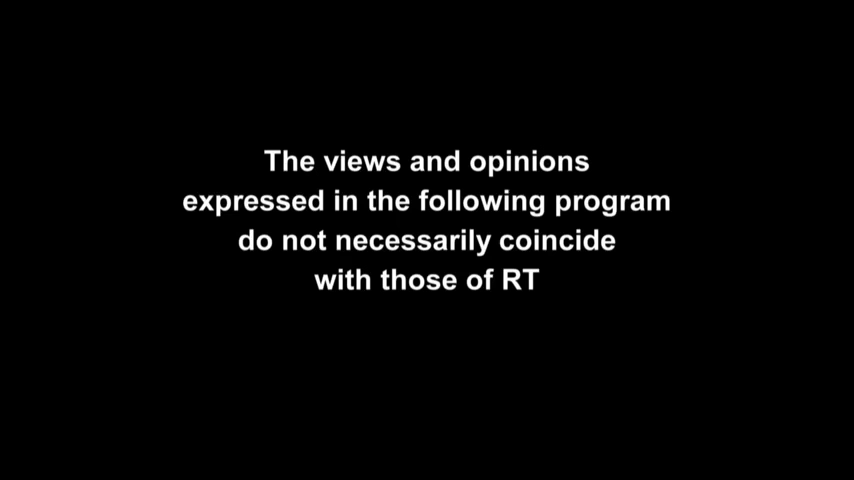 The views and opinions
expressed in the following program
do not necessarily coincide
with those of RT